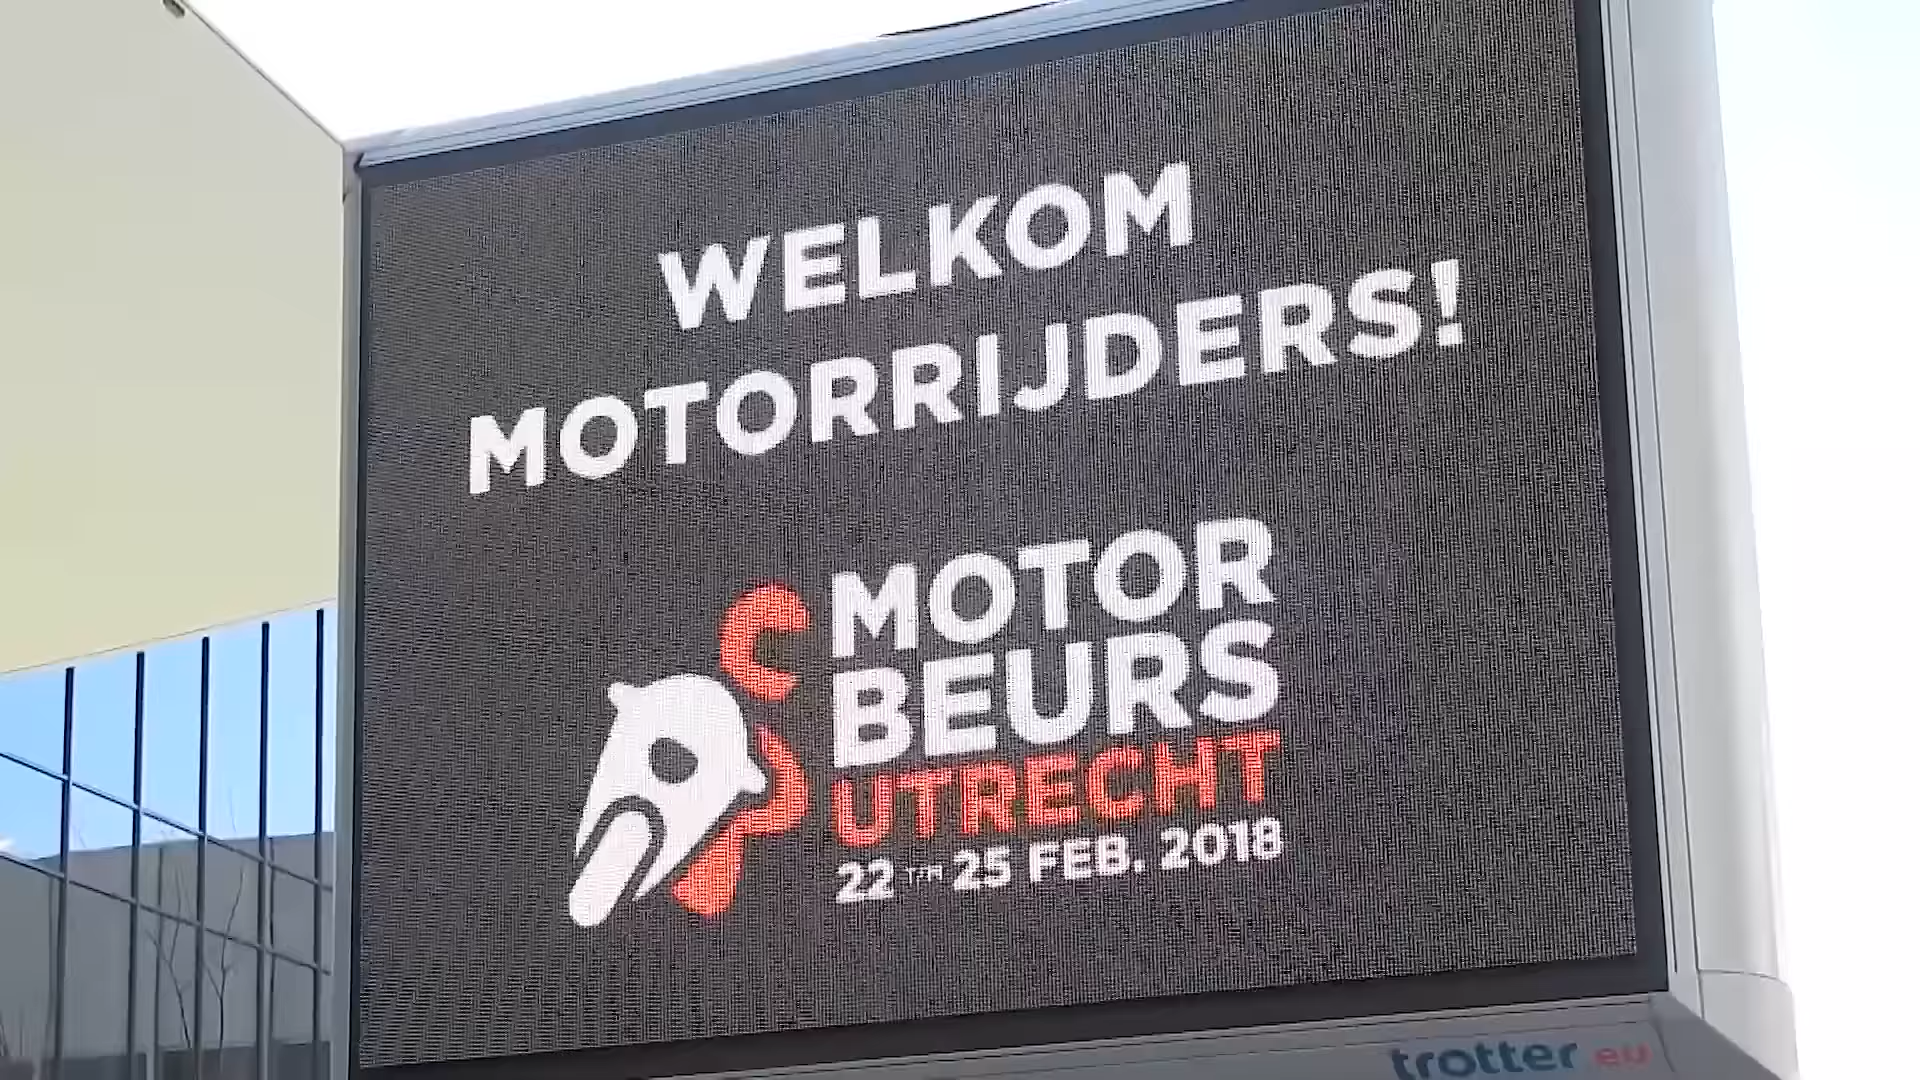 WELKOM
MOTORRIJDERS!
MOTOR
BEURS
UTRECHT
22 T/M 25 FEB. 2018
trotter.eu